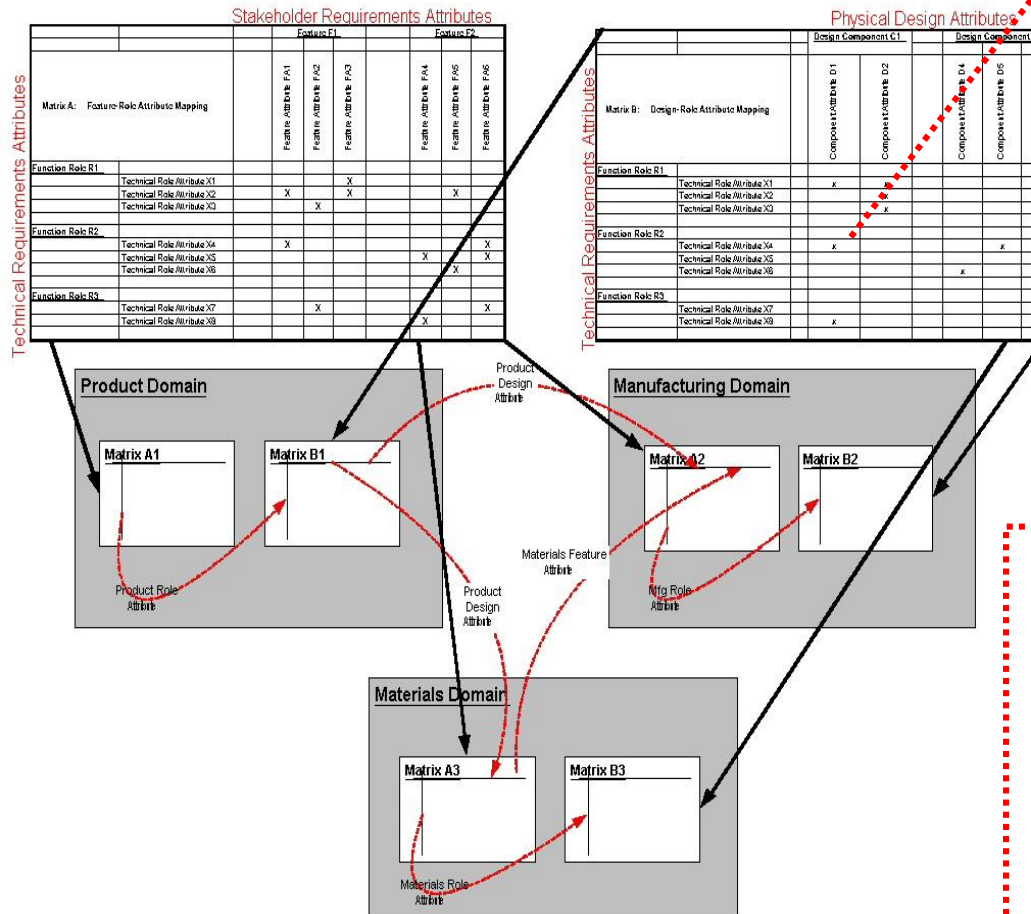 Stakeholder Requirements Attributes
Feature F1
Feature F2
Technical Requirements Attributes
Matrix A: Feature-Role Attribute Mapping
Feature Attribute FA1
Feature Attribute FA2
Feature Attribute FA3
Feature Attribute FA4
Feature Attribute FA5
Feature Attribute FA6
Function Role R1
Technical Role Attribute X1 X
Technical Role Attribute X2 X X X
Technical Role Attribute X3 X
Function Role R2
Technical Role Attribute X4 X X
Technical Role Attribute X5 X X
Technical Role Attribute X6 X
Function Role R3
Technical Role Attribute X7 X X
Technical Role Attribute X8 X
Physical Design Attributes
Design Component C1
Design Component
Technical Requirements Attributes
Matrix B: Design-Role Attribute Mapping
Component Attribute D1
Component Attribute D2
Component Attribute D4
Component Attribute D5
Function Role R1
Technical Role Attribute X1 x x
Technical Role Attribute X2 x
Technical Role Attribute X3 x
Function Role R2
Technical Role Attribute X4 x x
Technical Role Attribute X5
Technical Role Attribute X6 x
Function Role R3
Technical Role Attribute X7
Technical Role Attribute X8 x
Product Domain
Matrix A1
Matrix B1
Product Role
Attribute
Product
Design
Attribute
Manufacturing Domain
Matrix A2
Matrix B2
Mfg Role
Attribute
Materials Feature
Attribute
Product
Design
Attribute
Materials Domain
Matrix A3
Matrix B3
Materials Role
Attribute